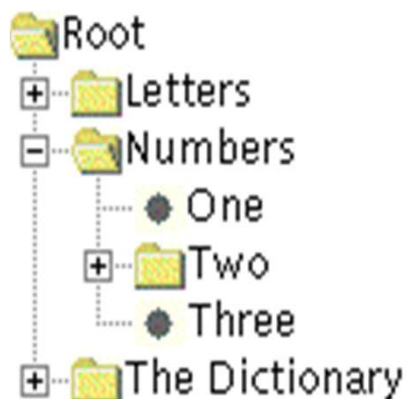 Root
Letters
Numbers
One
Two
Three
The Dictionary